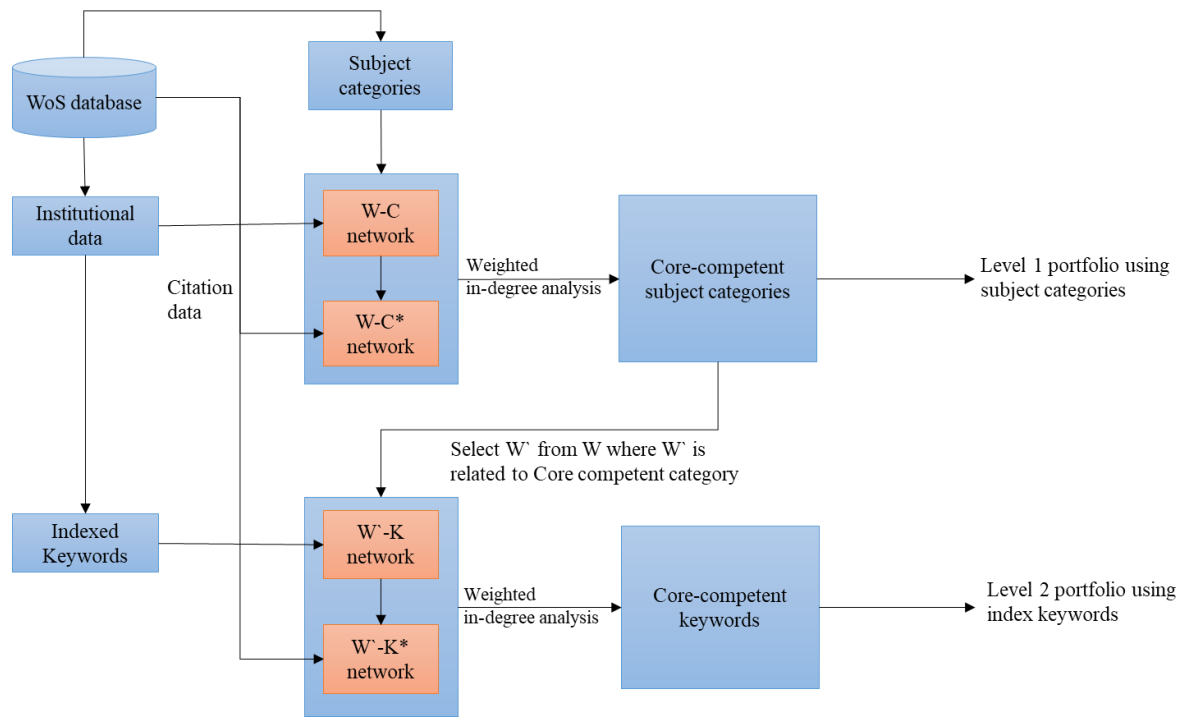 Subject
categories
WoS database
Institutional
data
W-C
network
W-C*
network
Citation
data
Weighted
in-degree analysis
Core-competent
subject categories
Level 1 portfolio using
subject categories
Select W` from W where W` is
related to Core competent category
Indexed
Keywords
W`-K
network
W`-K*
network
Weighted
in-degree analysis
Core-competent
keywords
Level 2 portfolio using
index keywords